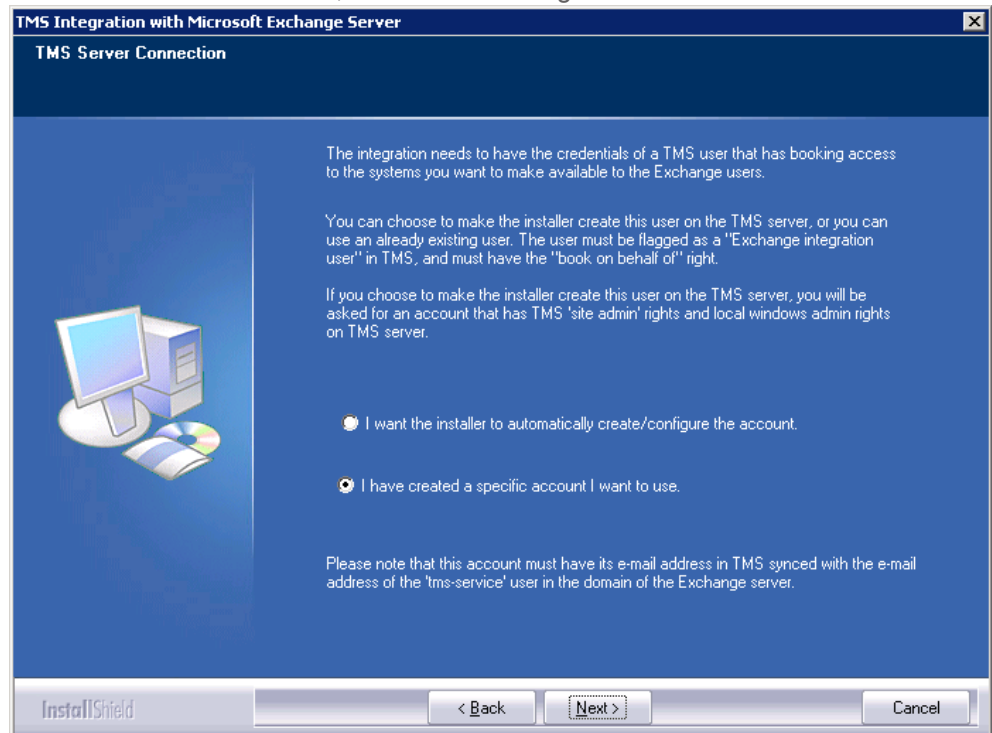 TMS Integration with Microsoft Exchange Server
TMS Server Connection
The integration needs to have the credentials of a TMS user that has booking access
to the systems you want to make available to the Exchange users.
You can choose to make the installer create this user on the TMS server, or you can
use an already existing user. The user must be flagged as a "Exchange integration
user" in TMS, and must have the "book on behalf of" right.
If you choose to make the installer create this user on the TMS server, you will be
asked for an account that has TMS 'site admin' rights and local windows admin rights
on TMS server.
I want the installer to automatically create/configure the account.
I have created a specific account I want to use.
Please note that this account must have its e-mail address in TMS synced with the e-mail
address of the 'tms-service' user in the domain of the Exchange server.
InstallShield
< Back
Next >
Cancel